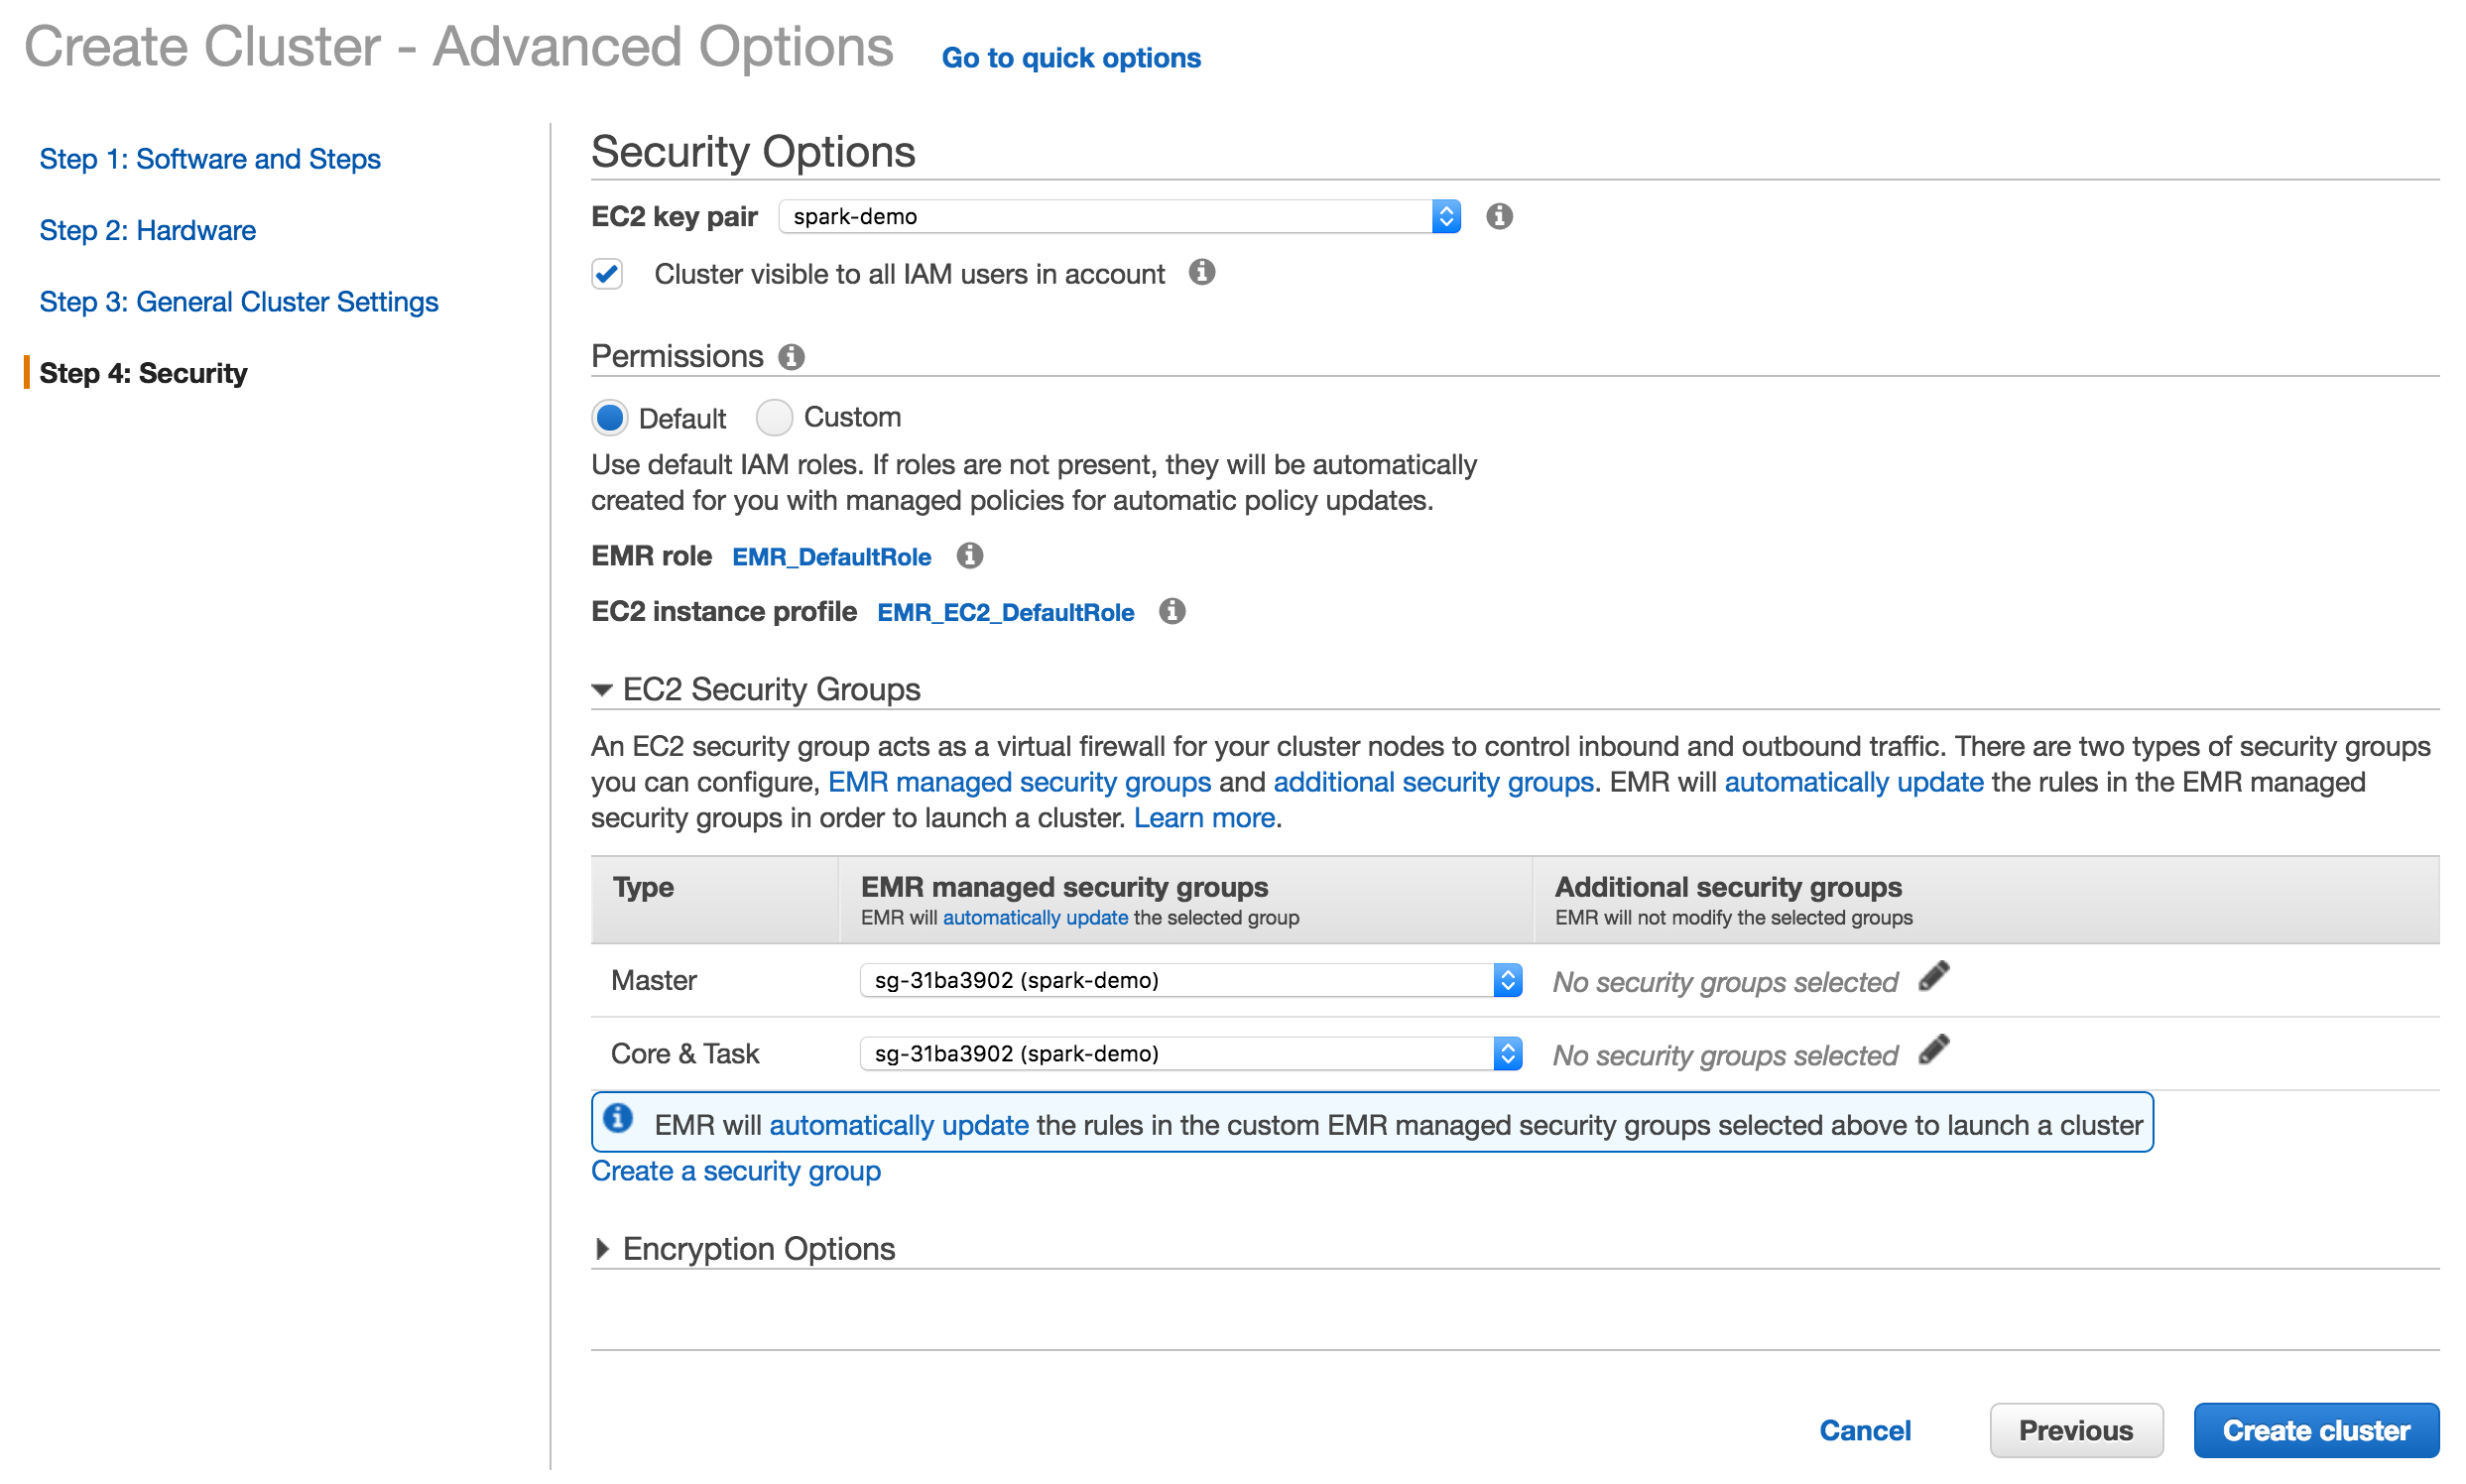 Create Cluster - Advanced Options Go to quick options
Step 1: Software and Steps
Step 2: Hardware
Step 3: General Cluster Settings
Step 4: Security
Security Options
EC2 key pair spark-demo
Cluster visible to all IAM users in account
Permissions
Default Custom
Use default IAM roles. If roles are not present, they will be automatically
created for you with managed policies for automatic policy updates.
EMR role EMR_DefaultRole
EC2 instance profile EMR_EC2_DefaultRole
EC2 Security Groups
An EC2 security group acts as a virtual firewall for your cluster nodes to control inbound and outbound traffic. There are two types of security groups
you can configure, EMR managed security groups and additional security groups. EMR will automatically update the rules in the EMR managed
security groups in order to launch a cluster. Learn more.
Type EMR managed security groups Additional security groups
EMR will automatically update the selected group EMR will not modify the selected groups
Master sg-31ba3902 (spark-demo) No security groups selected
Core & Task sg-31ba3902 (spark-demo) No security groups selected
EMR will automatically update the rules in the custom EMR managed security groups selected above to launch a cluster
Create a security group
Encryption Options
Cancel Previous Create cluster